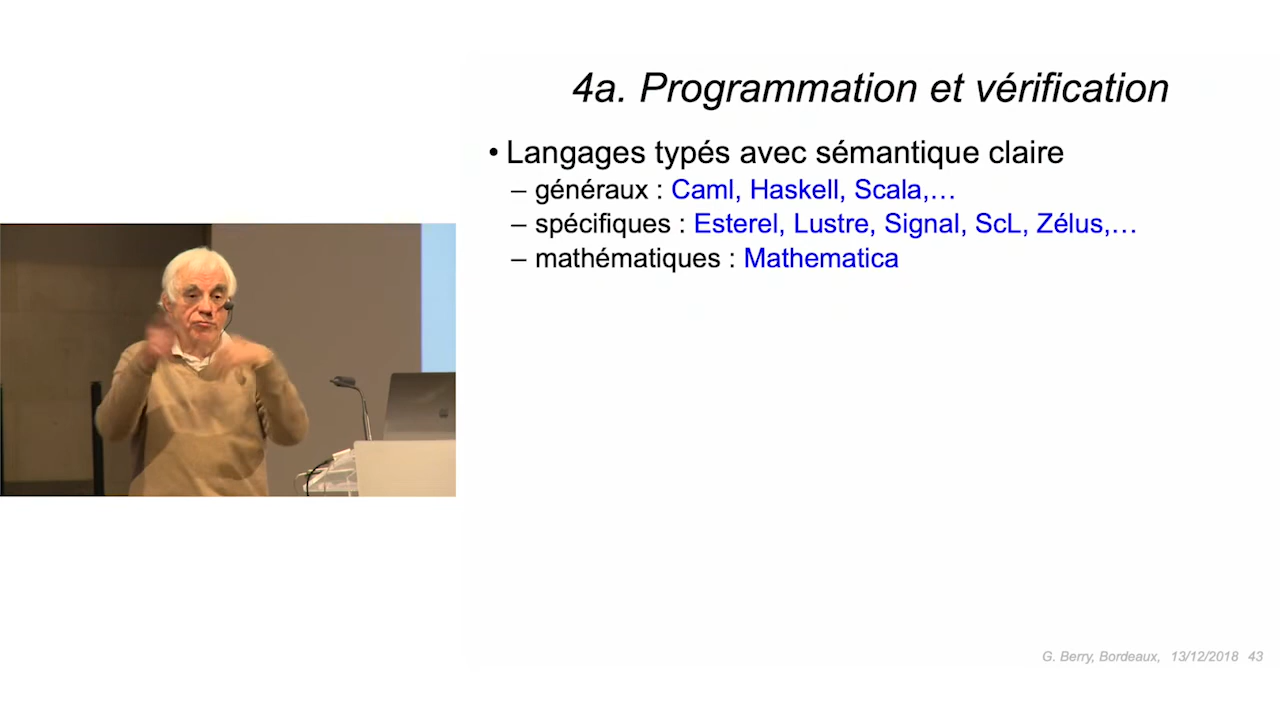 4a. Programmation et vérification
• Langages typés avec sémantique claire
– généraux : Caml, Haskell, Scala,…
– spécifiques : Esterel, Lustre, Signal, ScL, Zélus,…
– mathématiques : Mathematica
G. Berry, Bordeaux, 13/12/2018 43